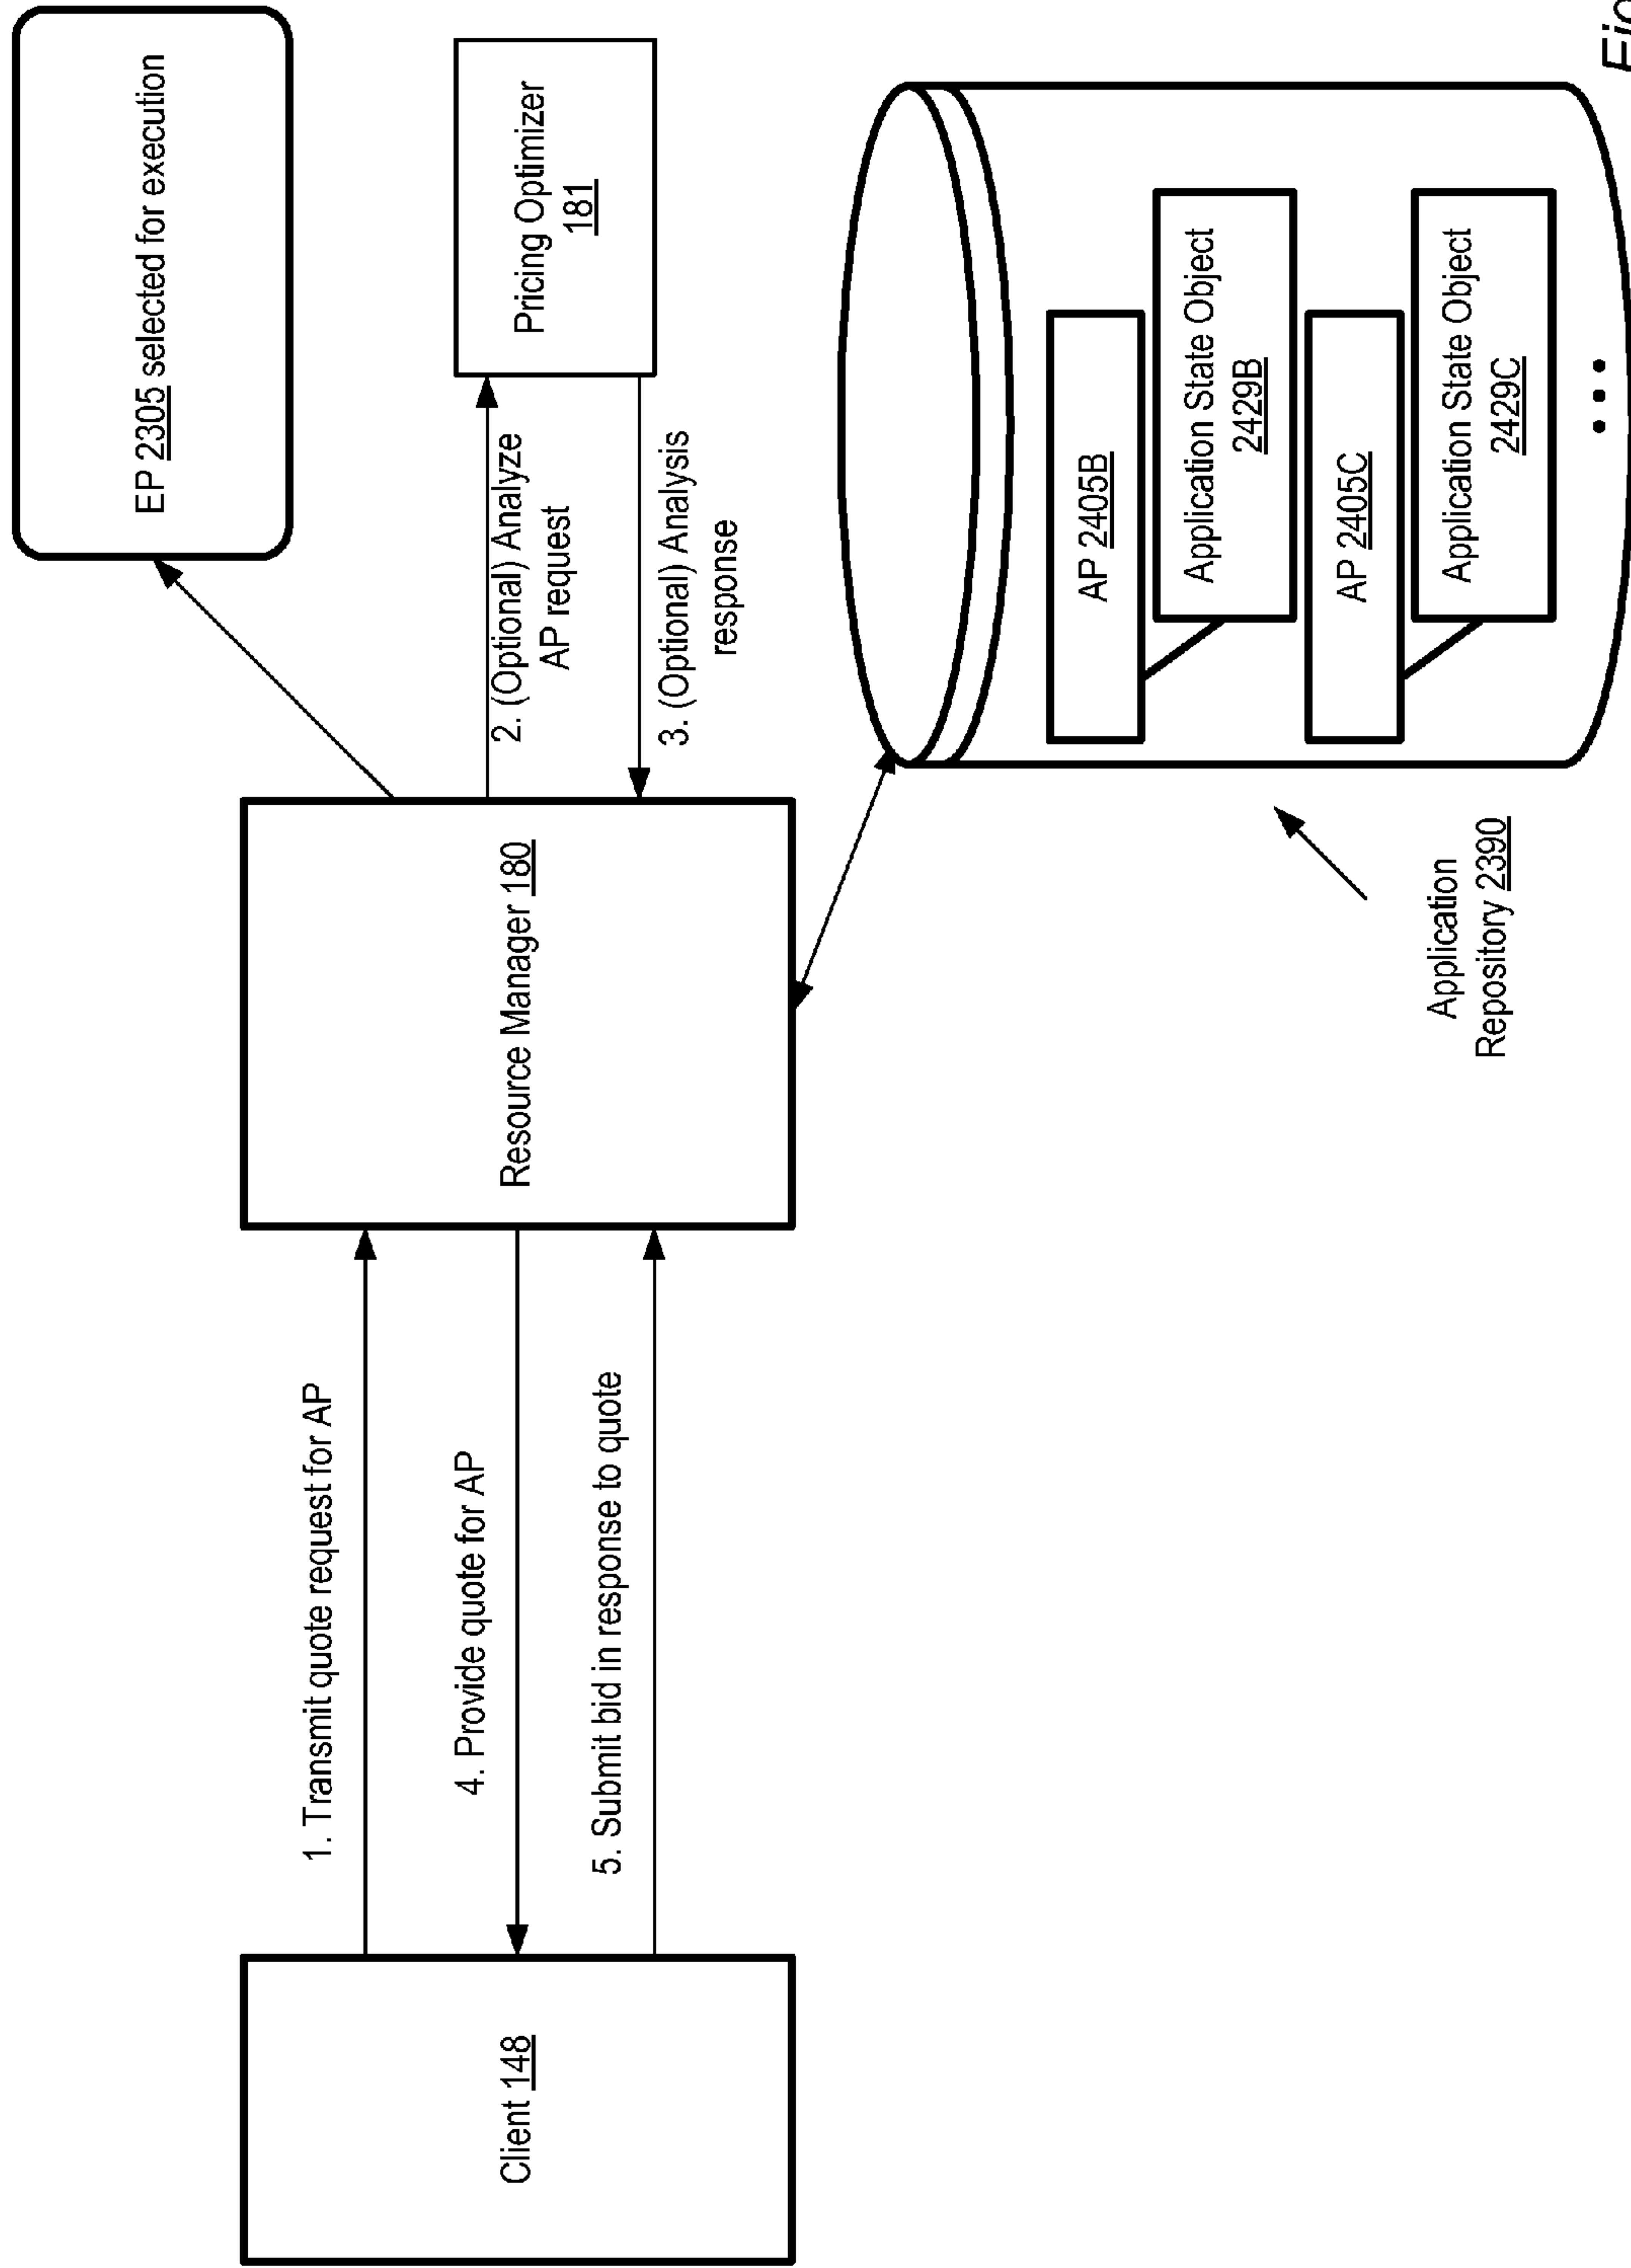 EP 2305 selected for execution
Pricing Optimizer
181
2. (Optional) Analyze
AP request
3. (Optional) Analysis
response
Resource Manager 180
1. Transmit quote request for AP
4. Provide quote for AP
5. Submit bid in response to quote
Client 148
AP 2405B
Application State Object
2429B
AP 2405C
Application State Object
2429C
...
Application
Repository 2390